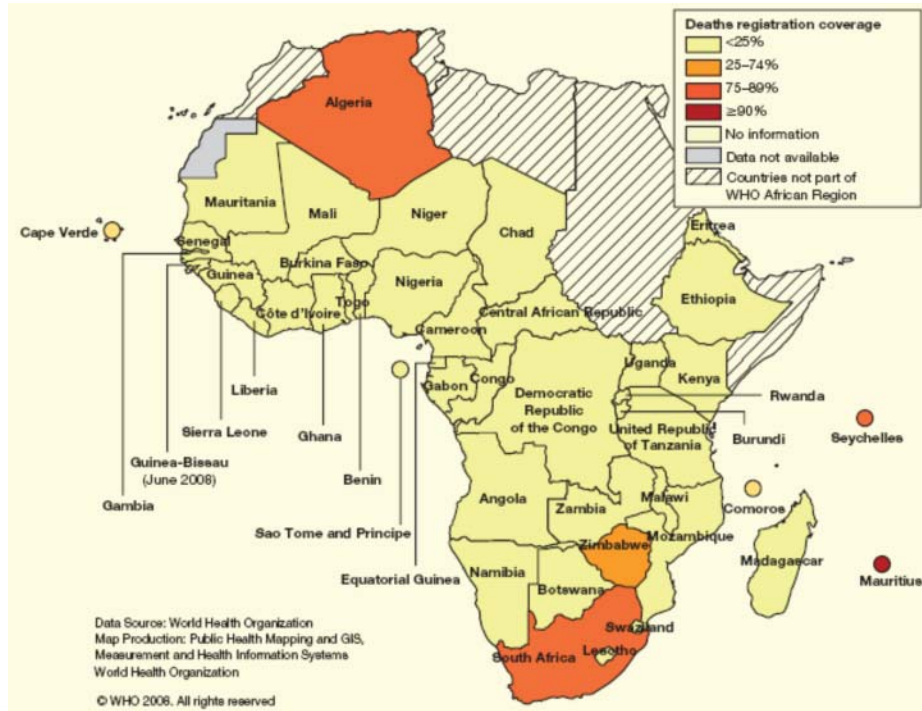 Deaths registration coverage
<25%
25–74%
75–89%
≥90%
No information
Data not available
Countries not part of
WHO African Region
Algeria
Mauritania
Mali
Niger
Chad
Eritrea
Cape Verde
Senegal
Burkina Faso
Guinea
Nigeria
Ethiopia
Togo
Côte d'Ivoire
Central African Republic
Cameroon
Uganda
Kenya
Gabon
Congo
Democratic
Republic
of the Congo
Liberia
Rwanda
Sierra Leone
Ghana
United Republic
of Tanzania
Burundi
Seychelles
Guinea-Bissau
(June 2008)
Benin
Gambia
Angola
Malawi
Comoros
Zambia
Sao Tome and Principe
Mozambique
Zimbabwe
Madagascar
Mauritius
Equatorial Guinea
Namibia
Botswana
Swaziland
Lesotho
South Africa
Data Source: World Health Organization
Map Production: Public Health Mapping and GIS,
Measurement and Health Information Systems
World Health Organization
© WHO 2008. All rights reserved